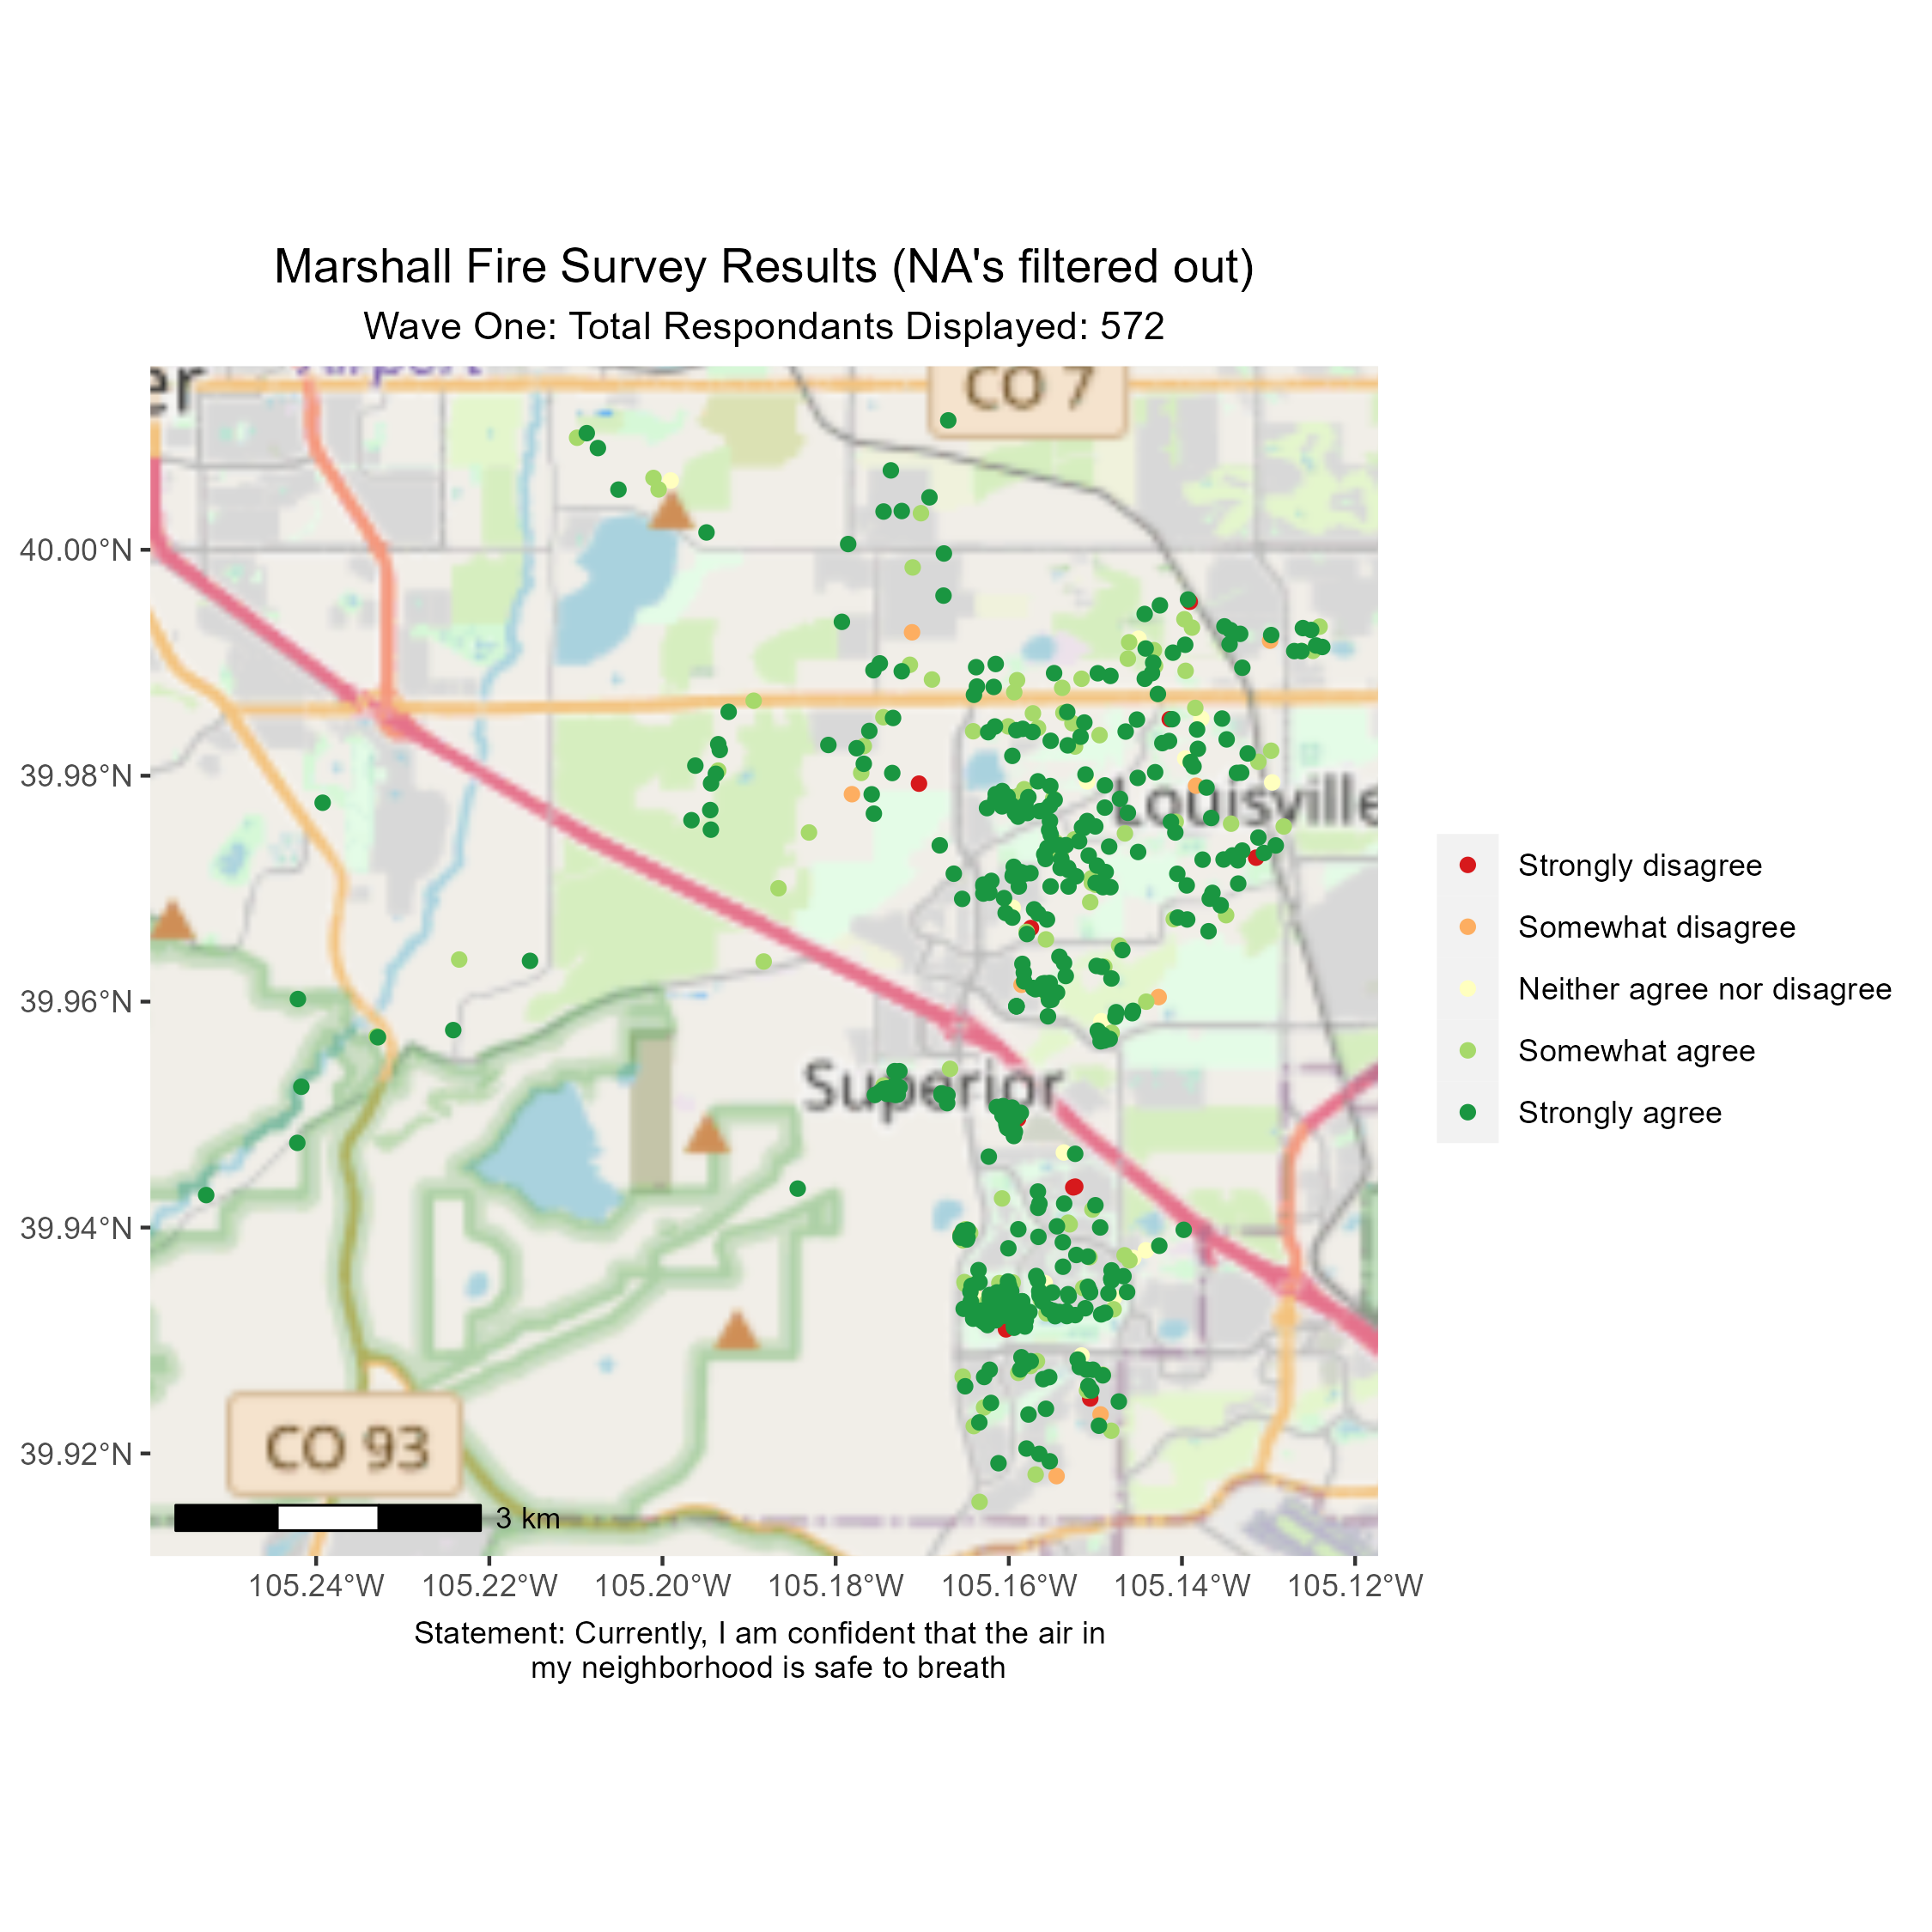 Marshall Fire Survey Results (NA's filtered out)
Wave One: Total Respondants Displayed: 572
er
Airport
CO 7
40.00°N
39.98°N
Louisville
39.96°N
Superior
39.94°N
39.92°N
CO 93
3 km
105.24°W 105.22°W 105.20°W 105.18°W 105.16°W 105.14°W 105.12°W
Statement: Currently, I am confident that the air in
my neighborhood is safe to breath
Strongly disagree
Somewhat disagree
Neither agree nor disagree
Somewhat agree
Strongly agree